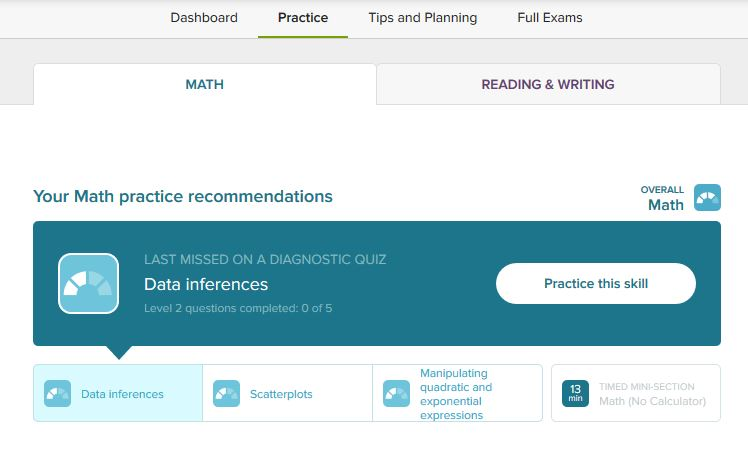 Dashboard Practice Tips and Planning Full Exams
MATH READING & WRITING
Your Math practice recommendations
OVERALL
Math
LAST MISSED ON A DIAGNOSTIC QUIZ
Data inferences
Level 2 questions completed: 0 of 5
Practice this skill
Data inferences
Scatterplots
Manipulating
quadratic and
exponential
expressions
13
min
TIMED MINI-SECTION
Math (No Calculator)